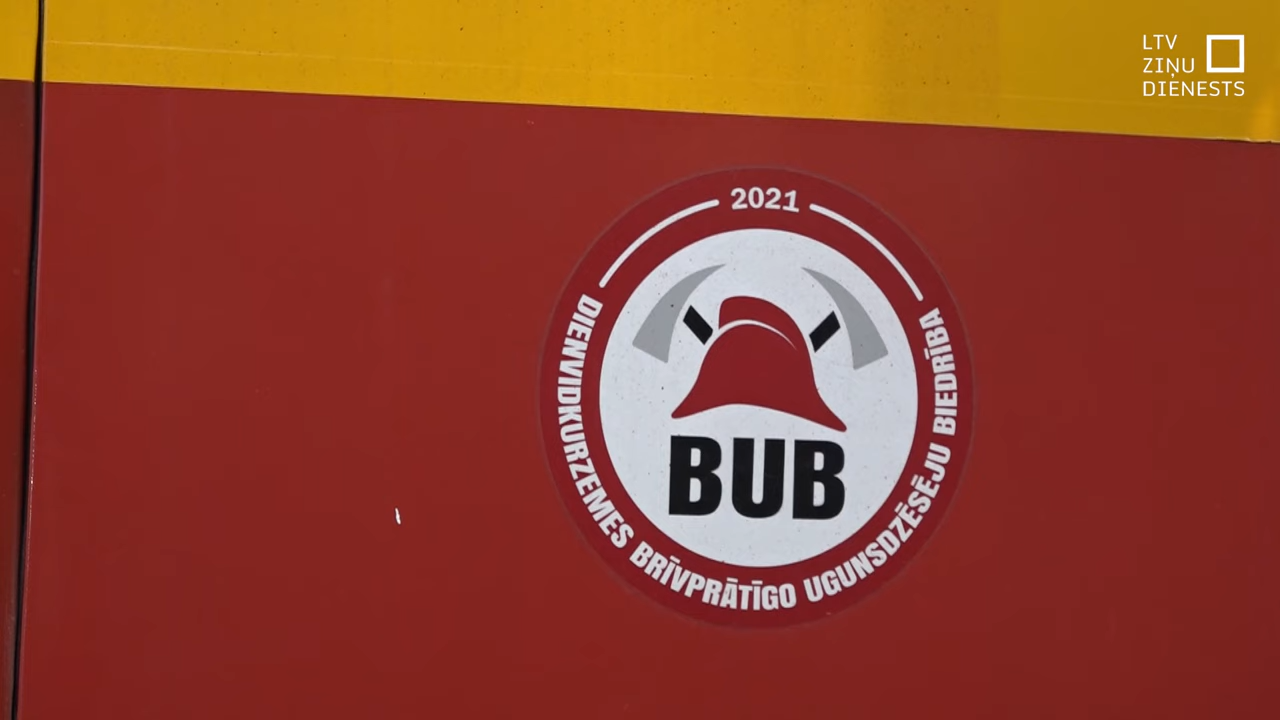 LTV
ZIŅU
DIENESTS
2021
DIENVIDKURZEMES BRĪVPRĀTĪGO UGUNSDZĒSĒJU BIEDRĪBA
BUB